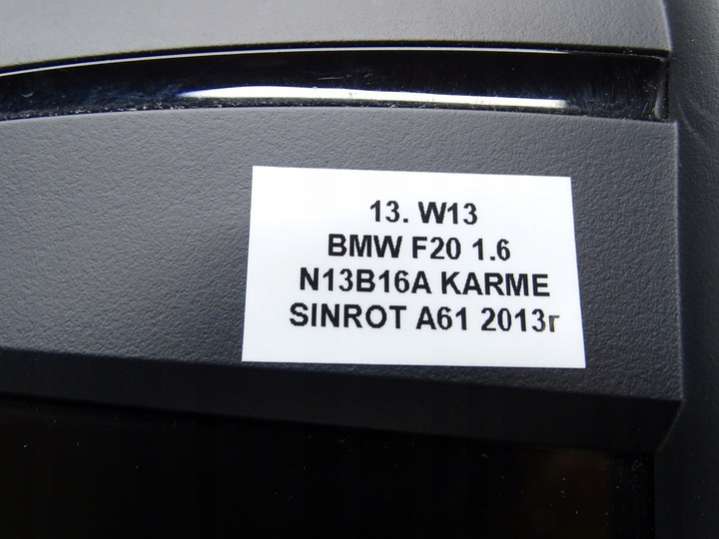 13. W13
BMW F20 1.6
N13B16A KARME
SINROT A61 2013г